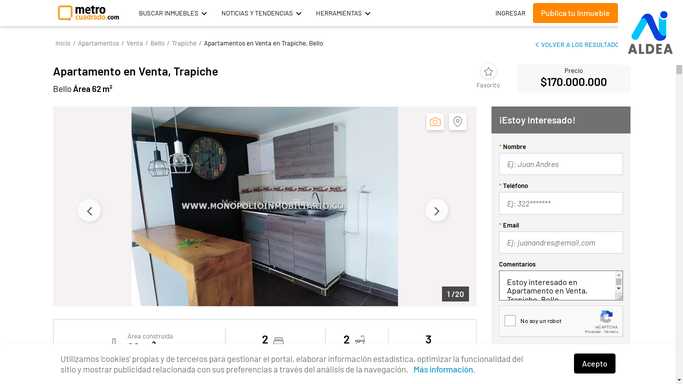 metro
cuadrado.com
BUSCAR INMUEBLES
NOTICIAS Y TENDENCIAS
HERRAMIENTAS
INGRESAR
Publica tu Inmueble
ALDEA
Inicio / Apartamentos / Venta / Bello / Trapiche / Apartamentos en Venta en Trapiche, Bello
< VOLVER A LOS RESULTADO
Apartamento en Venta, Trapiche
Bello Área 62 m²
Favorito
Precio
$170.000.000
WWW.MONOPOLIOINMOBILIARIO.CO
1 / 20
¡Estoy Interesado!
* Nombre
Ej: Juan Andres
* Teléfono
Ej: 322*******
* Email
Ej: juanandres@email.com
Comentarios
Estoy interesado en
Apartamento en Venta,
Trapiche, Bello
No soy un robot
reCAPTCHA
Privacidad - Términos
Área construida
2
2
3
Utilizamos 'cookies' propias y de terceros para gestionar el portal, elaborar información estadística, optimizar la funcionalidad del
sitio y mostrar publicidad relacionada con sus preferencias a través del análisis de la navegación. Más información.
Acepto